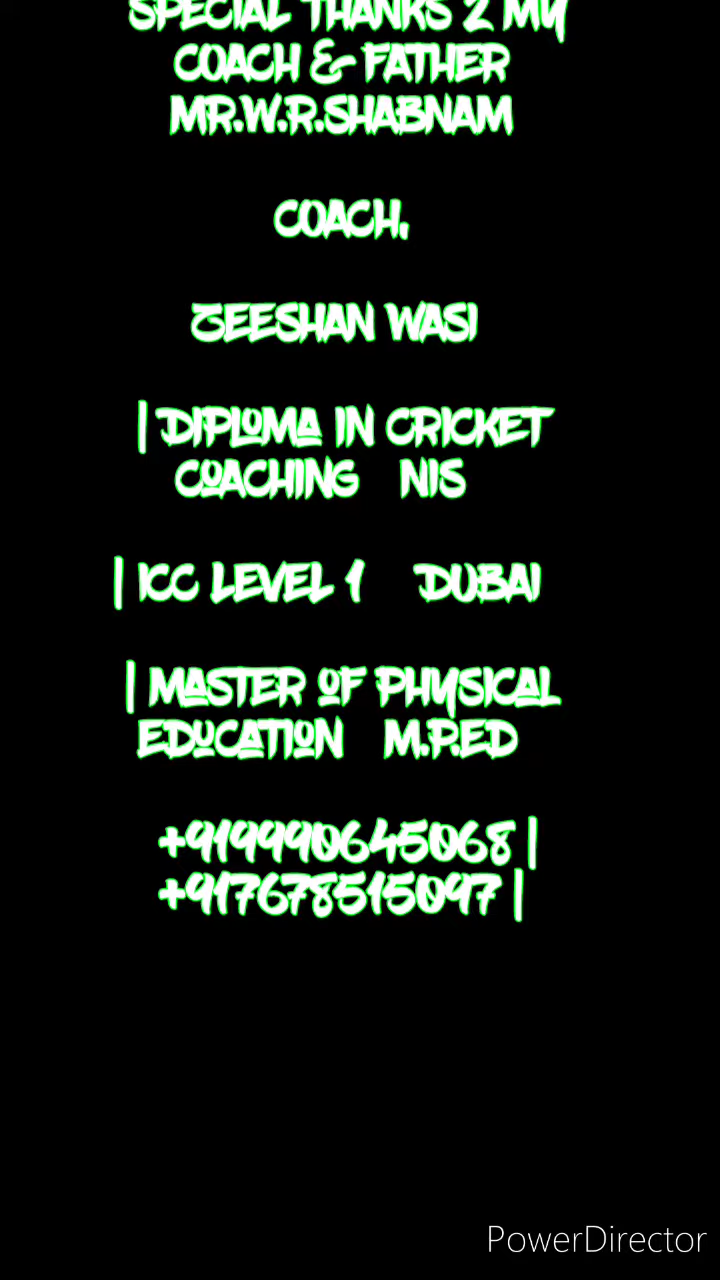 SPECIAL THANKS 2 MY
COACH & FATHER
MR.W.R.SHABNAM
COACH,
ZEESHAN WASI
| DIPLOMA IN CRICKET
COACHING NIS
| ICC LEVEL 1 DUBAI
| MASTER OF PHYSICAL
EDUCATION M.P.ED
+919990645068 |
+917678515097 |
PowerDirector